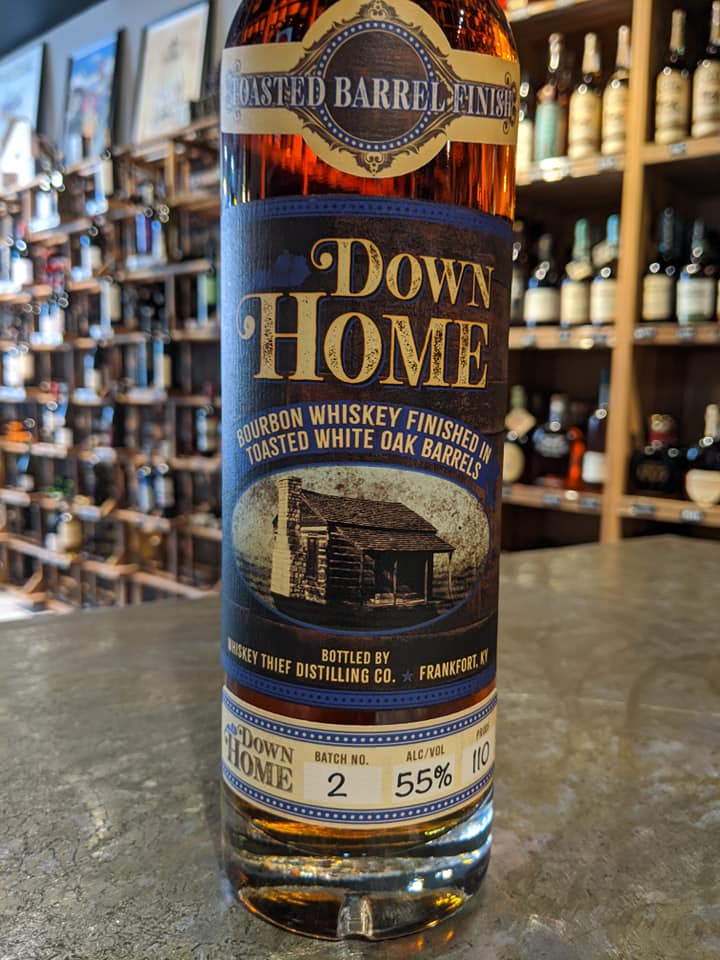 TOASTED BARREL FINISH
DOWN
HOME
BOURBON WHISKEY FINISHED IN
TOASTED WHITE OAK BARRELS
BOTTLED BY
WHISKEY THIEF DISTILLING CO. ★ FRANKFORT, KY
DOWN
HOME
BATCH NO.
2
ALC/VOL
55%
PROOF
110